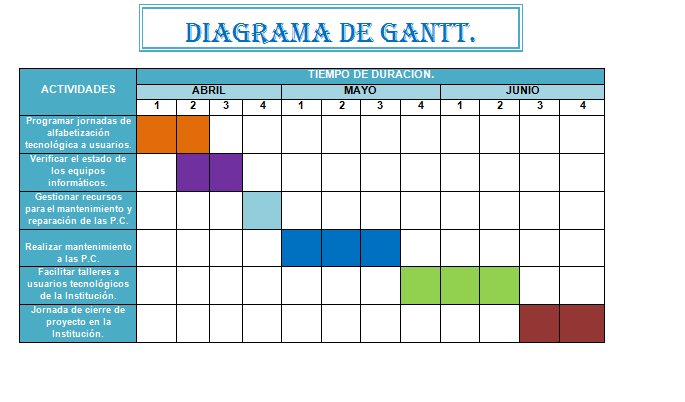 DIAGRAMA DE GANTT.
ACTIVIDADES
TIEMPO DE DURACION.
ABRIL MAYO JUNIO
1 2 3 4 1 2 3 4 1 2 3 4
Programar jornadas de
alfabetización
tecnológica a usuarios.
Verificar el estado de
los equipos
informáticos.
Gestionar recursos
para el mantenimiento y
reparación de las P.C.
Realizar mantenimiento
a las P.C.
Facilitar talleres a
usuarios tecnológicos
de la Institución.
Jornada de cierre de
proyecto en la
Institución.